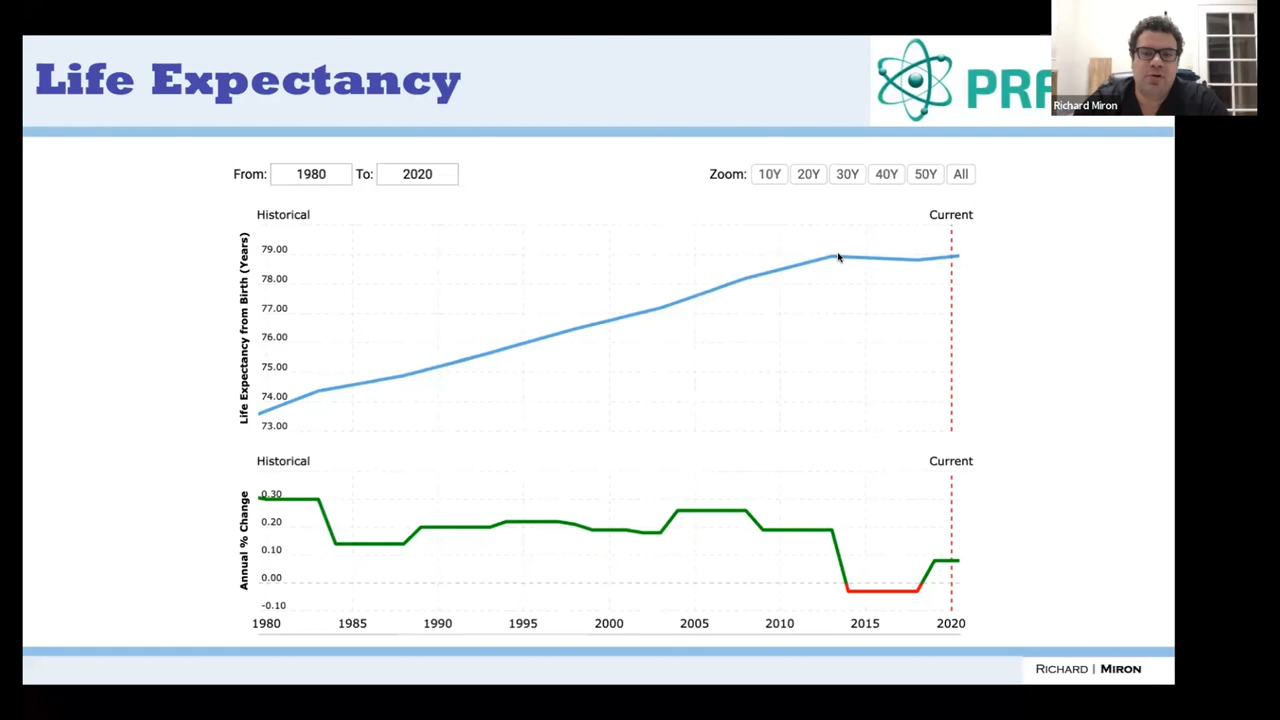 Life Expectancy
PRF
Richard Miron
From: 1980 To: 2020
Zoom: 10Y 20Y 30Y 40Y 50Y All
Historical Current
Life Expectancy from Birth (Years)
79.00
78.00
77.00
76.00
75.00
74.00
73.00
Historical Current
Annual % Change
0.30
0.20
0.10
0.00
-0.10
1980 1985 1990 1995 2000 2005 2010 2015 2020
RICHARD | MIRON